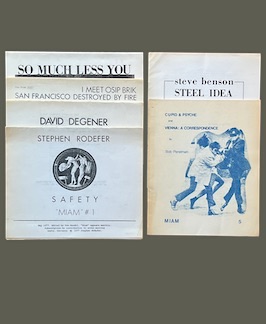 SO MUCH LESS YOU
I MEET OSIP BRIK
SAN FRANCISCO DESTROYED BY FIRE
DAVID DEGENER
STEPHEN RODEFER
SAFETY
"MIAM" # 1
steve benson
STEEL IDEA
CUPID & PSYCHE
VIENNA: A CORRESPONDENCE
MIAM
5